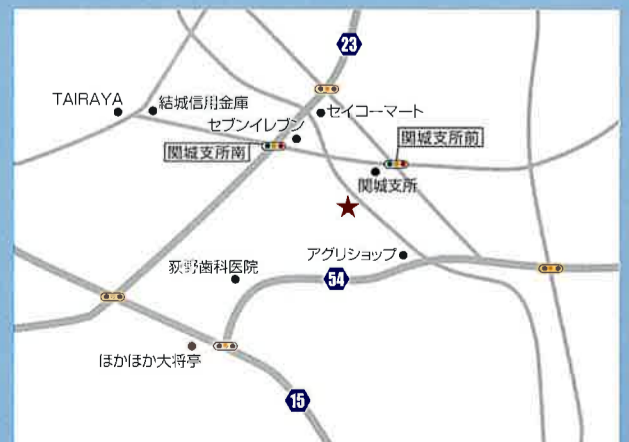 23
TAIRAYA
結城信用金庫
セイコーマート
セブンイレブン
関城支所前
関城支所南
関城支所
アグリショップ
荻野歯科医院
54
ほかほか大将亭
15